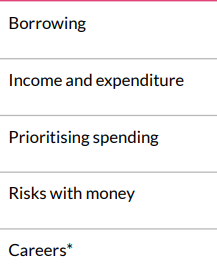 Borrowing
Income and expenditure
Prioritising spending
Risks with money
Careers*